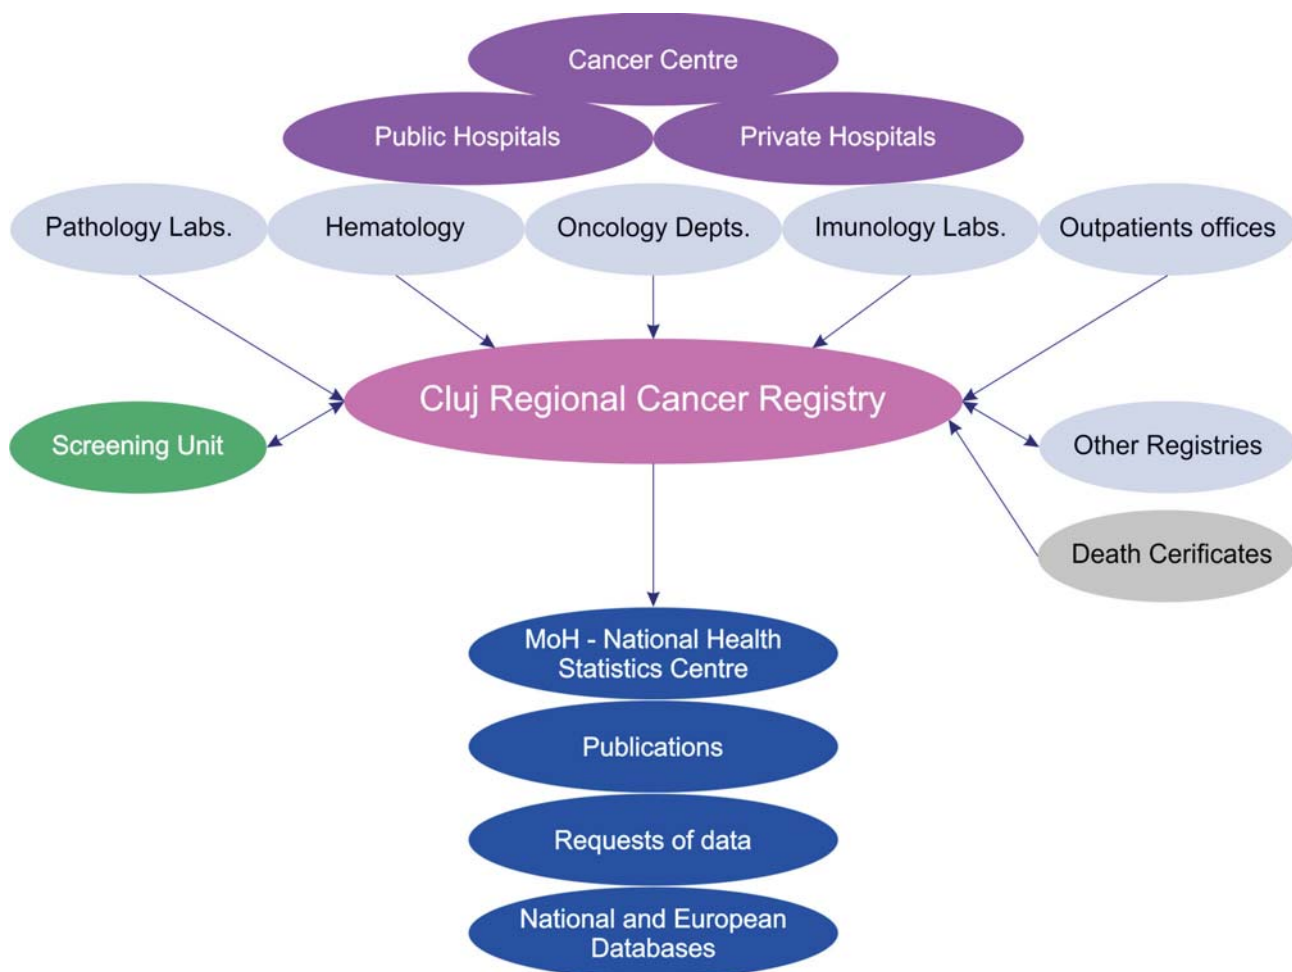 Cancer Centre
Public Hospitals
Private Hospitals
Pathology Labs.
Hematology
Oncology Depts.
Imunology Labs.
Outpatients offices
Cluj Regional Cancer Registry
Screening Unit
Other Registries
Death Cerificates
MoH - National Health
Statistics Centre
Publications
Requests of data
National and European
Databases